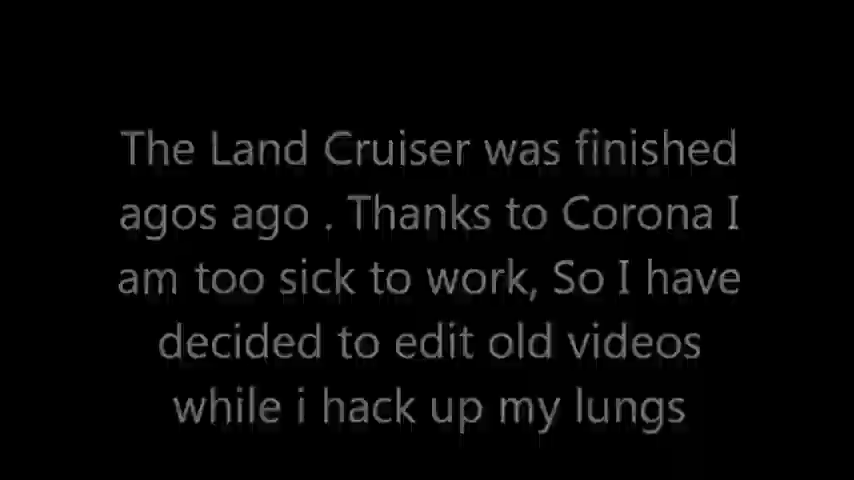 The Land Cruiser was finished
agos ago . Thanks to Corona I
am too sick to work, So I have
decided to edit old videos
while i hack up my lungs